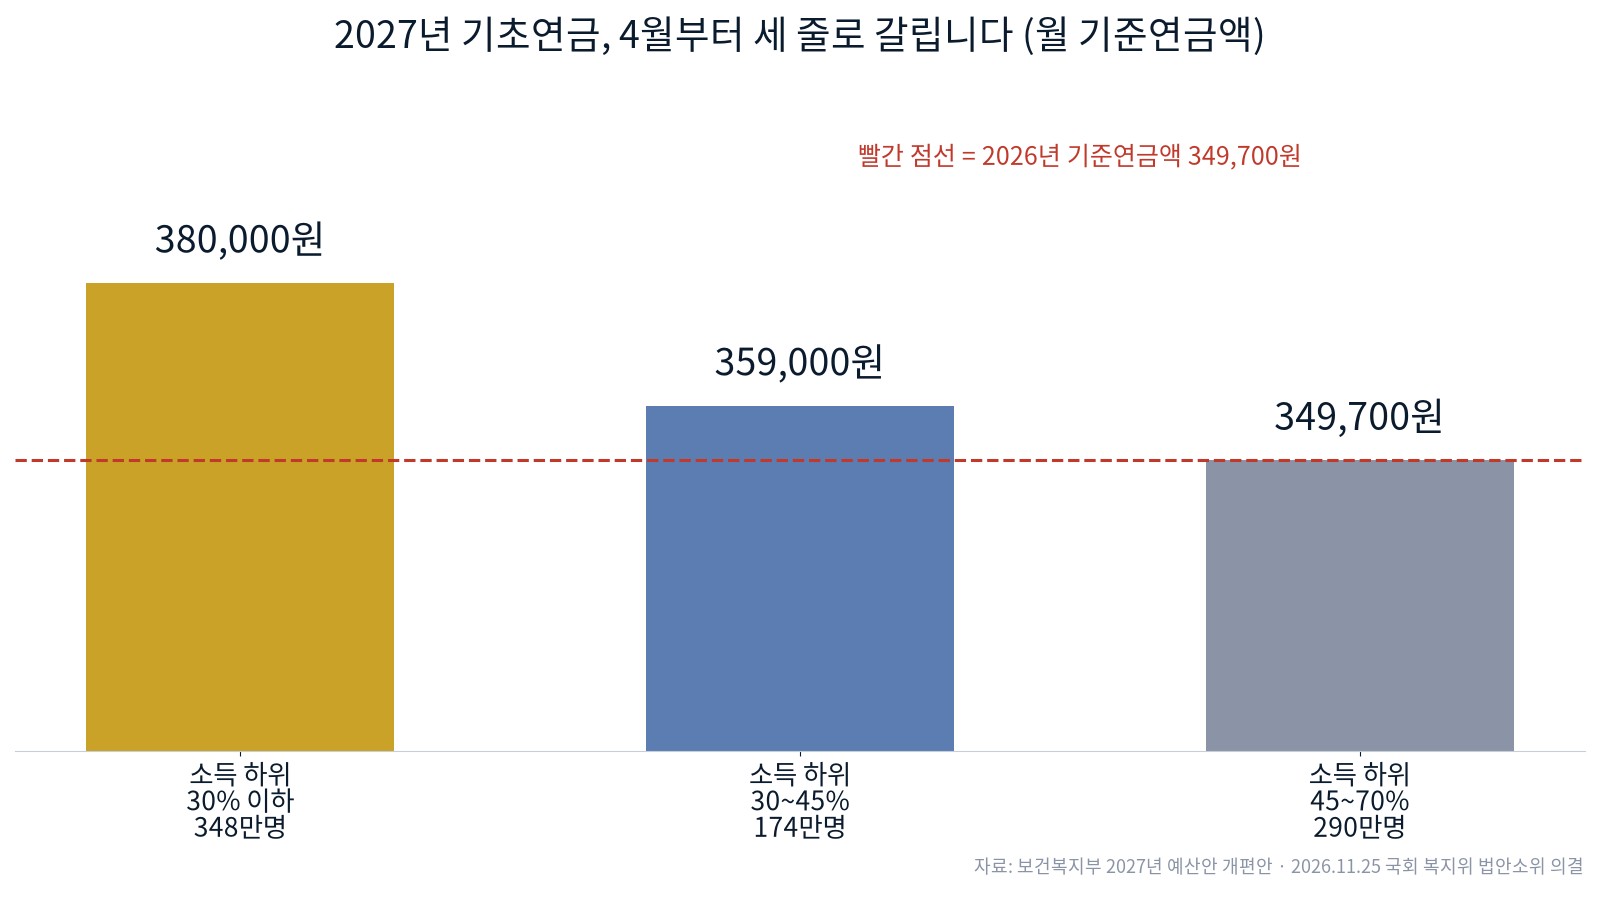 2027년 기초연금, 4월부터 세 줄로 갈립니다 (월 기준연금액)
빨간 점선 = 2026년 기준연금액 349,700원
380,000원
359,000원
349,700원
소득 하위
30% 이하
348만명
소득 하위
30~45%
174만명
소득 하위
45~70%
290만명
자료: 보건복지부 2027년 예산안 개편안 · 2026.11.25 국회 복지위 법안소위 의결